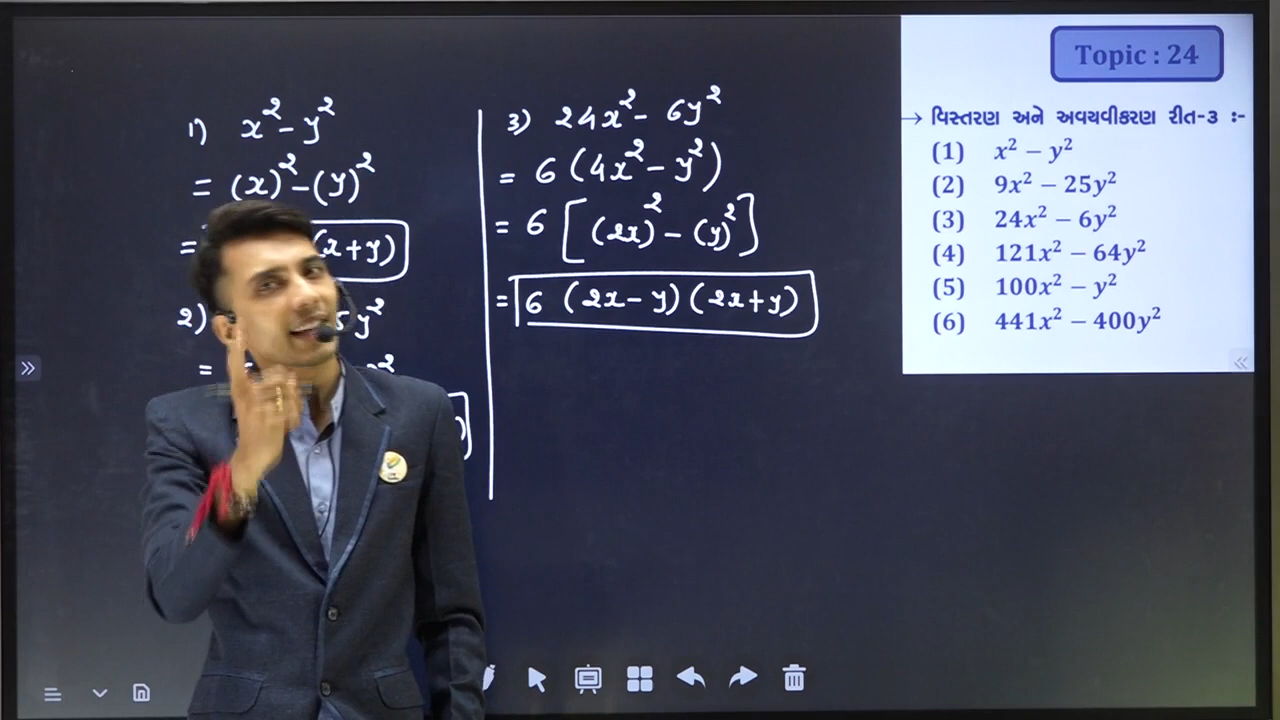 1) x² - y²
= (x)² - (y)²
= (x+y)
2) y²
=
3) 24x² - 6y²
= 6 (4x² - y²)
= 6 [(2x)² - (y)²]
= 6 (2x - y) (2x + y)
Topic : 24
→ વિસ્તરણ અને અવયવીકરણ રીત-૩ :-
(1) x² − y²
(2) 9x² − 25y²
(3) 24x² − 6y²
(4) 121x² − 64y²
(5) 100x² − y²
(6) 441x² − 400y²